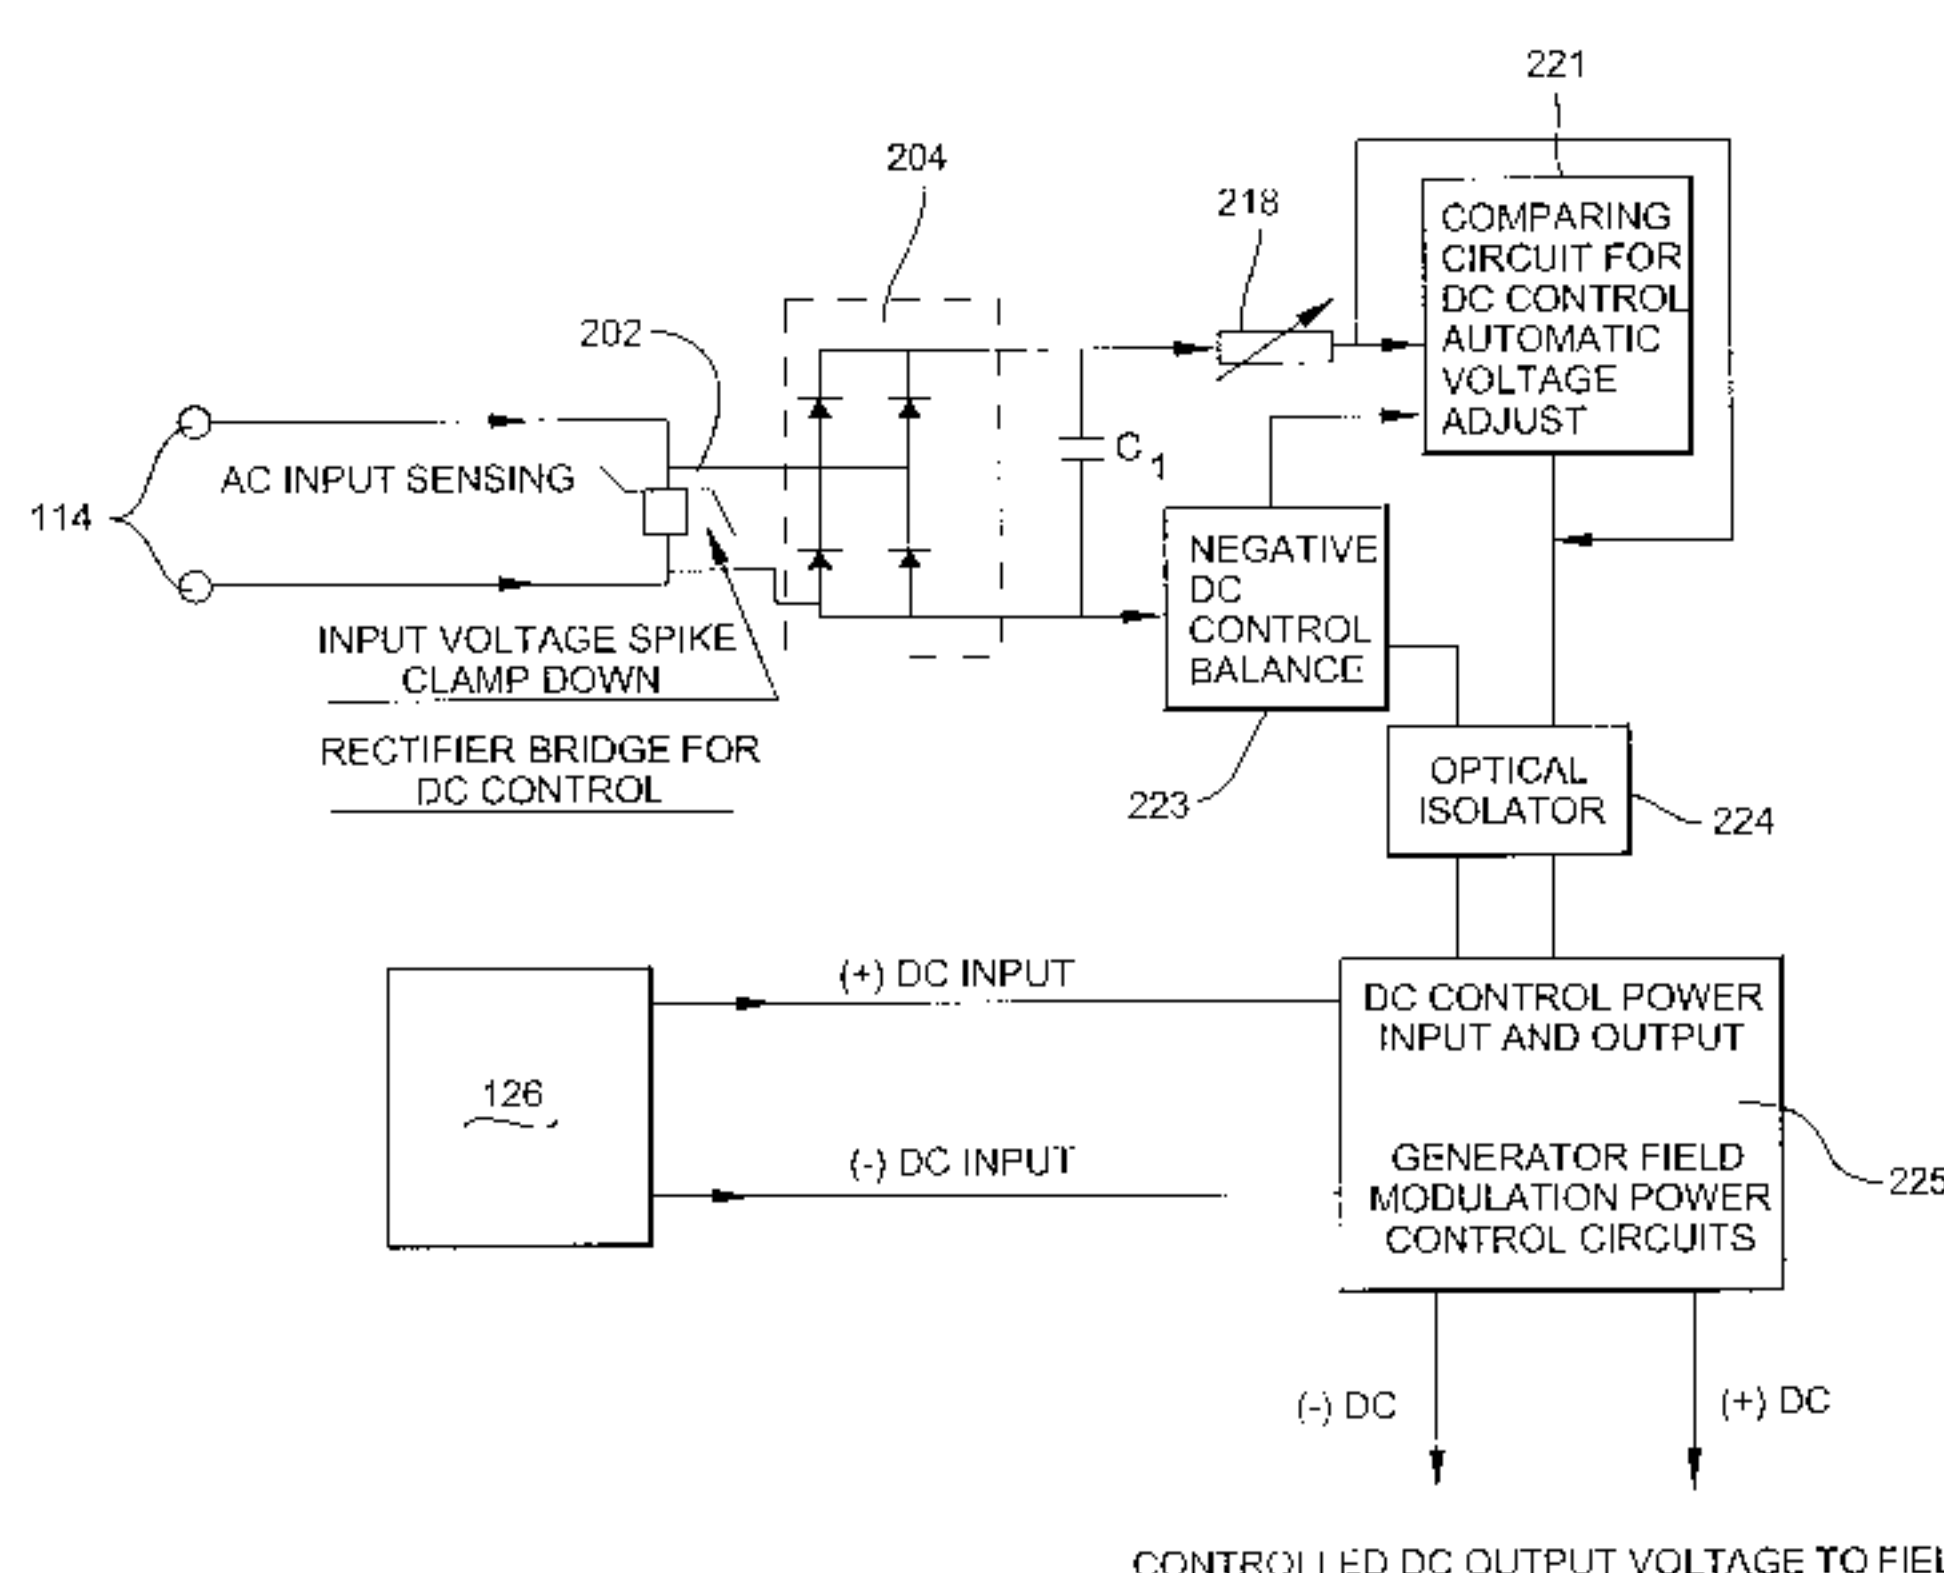 221
204
218
COMPARING
CIRCUIT FOR
DC CONTROL
AUTOMATIC
VOLTAGE
ADJUST
202
C1
AC INPUT SENSING
114
NEGATIVE
DC
CONTROL
BALANCE
INPUT VOLTAGE SPIKE
CLAMP DOWN
RECTIFIER BRIDGE FOR
DC CONTROL
223
OPTICAL
ISOLATOR
224
(+) DC INPUT
DC CONTROL POWER
INPUT AND OUTPUT
126
(-) DC INPUT
GENERATOR FIELD
MODULATION POWER
CONTROL CIRCUITS
225
(-) DC
(+) DC
CONTROLLED DC OUTPUT VOLTAGE TO